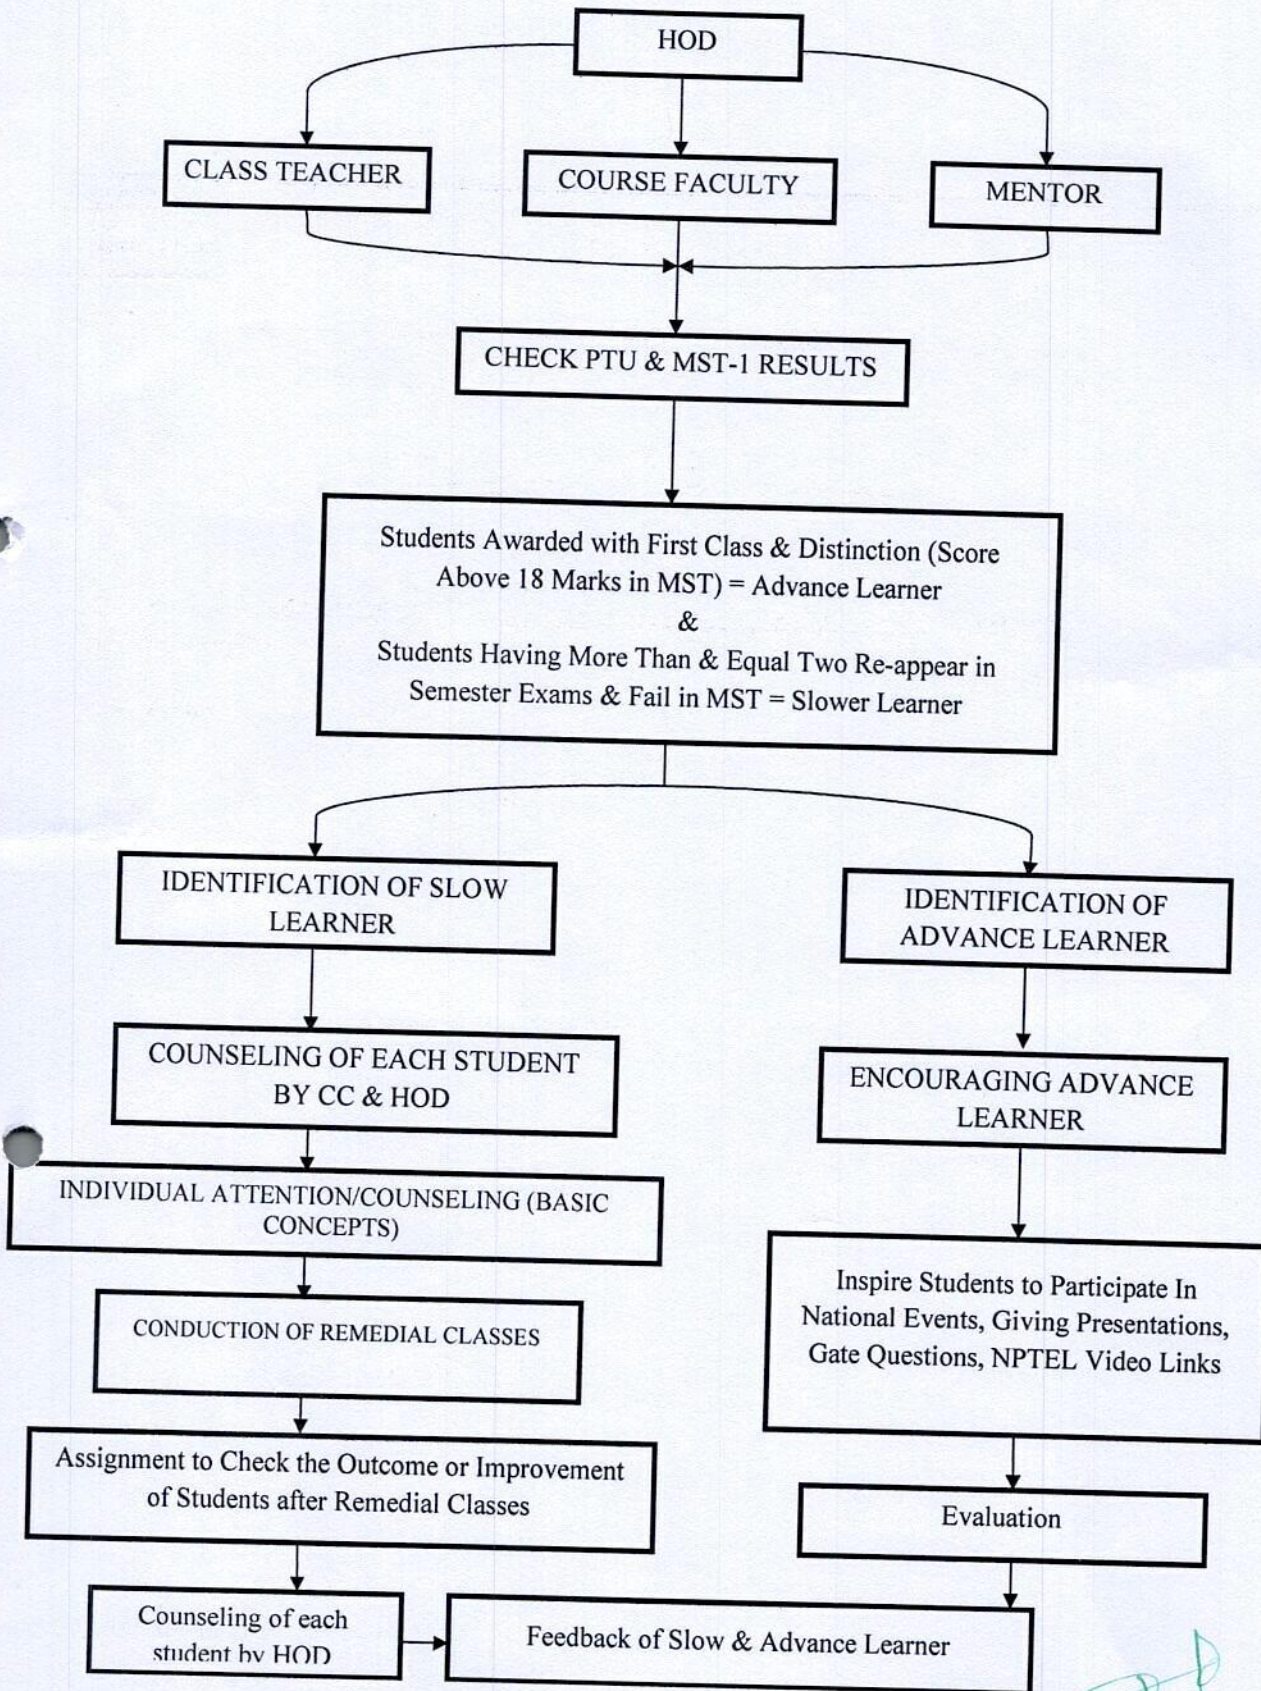 HOD
CLASS TEACHER
COURSE FACULTY
MENTOR
CHECK PTU & MST-1 RESULTS
Students Awarded with First Class & Distinction (Score
Above 18 Marks in MST) = Advance Learner
&
Students Having More Than & Equal Two Re-appear in
Semester Exams & Fail in MST = Slower Learner
IDENTIFICATION OF SLOW
LEARNER
COUNSELING OF EACH STUDENT
BY CC & HOD
INDIVIDUAL ATTENTION/COUNSELING (BASIC
CONCEPTS)
CONDUCTION OF REMEDIAL CLASSES
Assignment to Check the Outcome or Improvement
of Students after Remedial Classes
Counseling of each
student by HOD
IDENTIFICATION OF
ADVANCE LEARNER
ENCOURAGING ADVANCE
LEARNER
Inspire Students to Participate In
National Events, Giving Presentations,
Gate Questions, NPTEL Video Links
Evaluation
Feedback of Slow & Advance Learner